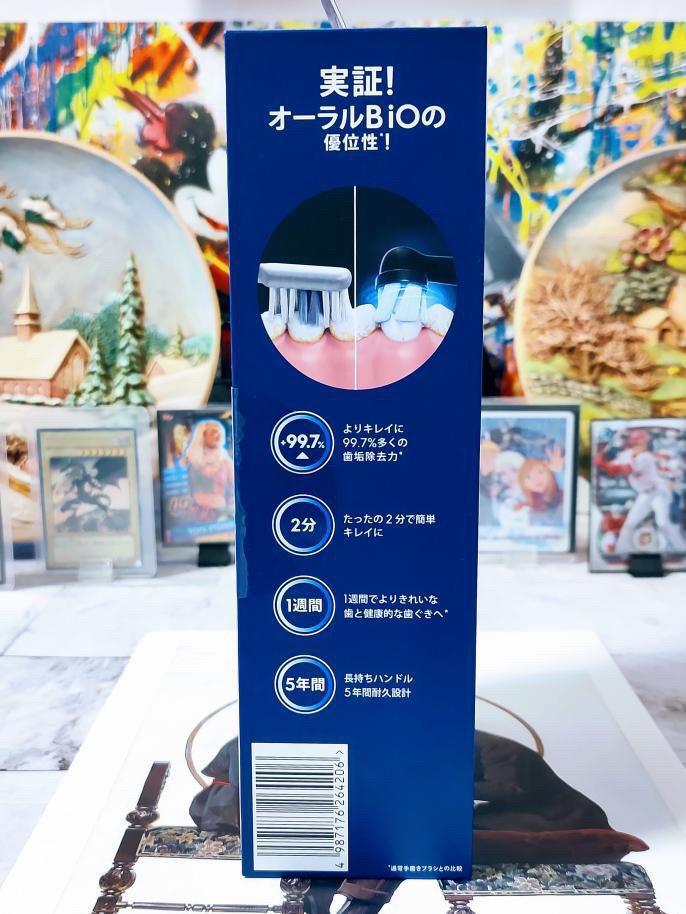 実証!
オーラルB iOの
優位性*!
+99.7%
よりキレイに
99.7%多くの
歯垢除去力*
2分
たったの2分で簡単
キレイに
1週間
1週間でよりきれいな
歯と健康的な歯ぐきへ*
5年間
長持ちハンドル
5年間耐久設計
4 987176 264206 >
*通常手磨きブラシとの比較